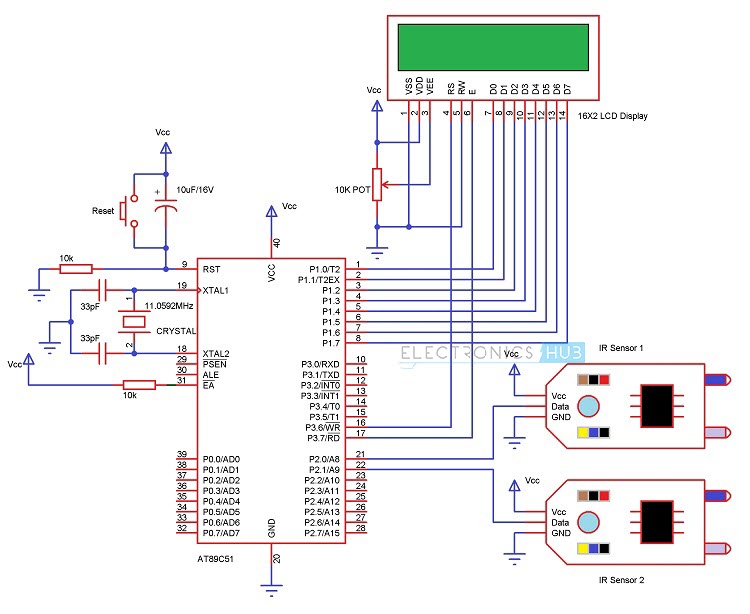 VSS
VDD
VEE
RS
RW
E
D0
D1
D2
D3
D4
D5
D6
D7
1
2
3
4
5
6
7
8
9
10
11
12
13
14
16X2 LCD Display
Vcc
10K POT
Vcc
+
10uF/16V
Reset
Vcc
40
10k
9
RST
VCC
P1.0/T2
1
P1.1/T2EX
2
19
XTAL1
P1.2
3
33pF
1
11.0592MHz
P1.3
4
P1.4
5
CRYSTAL
P1.5
6
33pF
P1.6
7
2
P1.7
8
18
XTAL2
29
PSEN
P3.0/RXD
10
Vcc
30
ALE
P3.1/TXD
11
31
EA
P3.2/INT0
12
10k
P3.3/INT1
13
P3.4/T0
14
P3.5/T1
15
P3.6/WR
16
P3.7/RD
17
39
P0.0/AD0
P2.0/A8
21
38
P0.1/AD1
P2.1/A9
22
37
P0.2/AD2
P2.2/A10
23
36
P0.3/AD3
P2.3/A11
24
35
P0.4/AD4
P2.4/A12
25
34
P0.5/AD5
P2.5/A13
26
33
P0.6/AD6
P2.6/A14
27
32
P0.7/AD7
P2.7/A15
28
GND
20
AT89C51
ELECTRONICS HUB
IR Sensor 1
Vcc
Vcc
Data
GND
Vcc
Vcc
Data
GND
IR Sensor 2